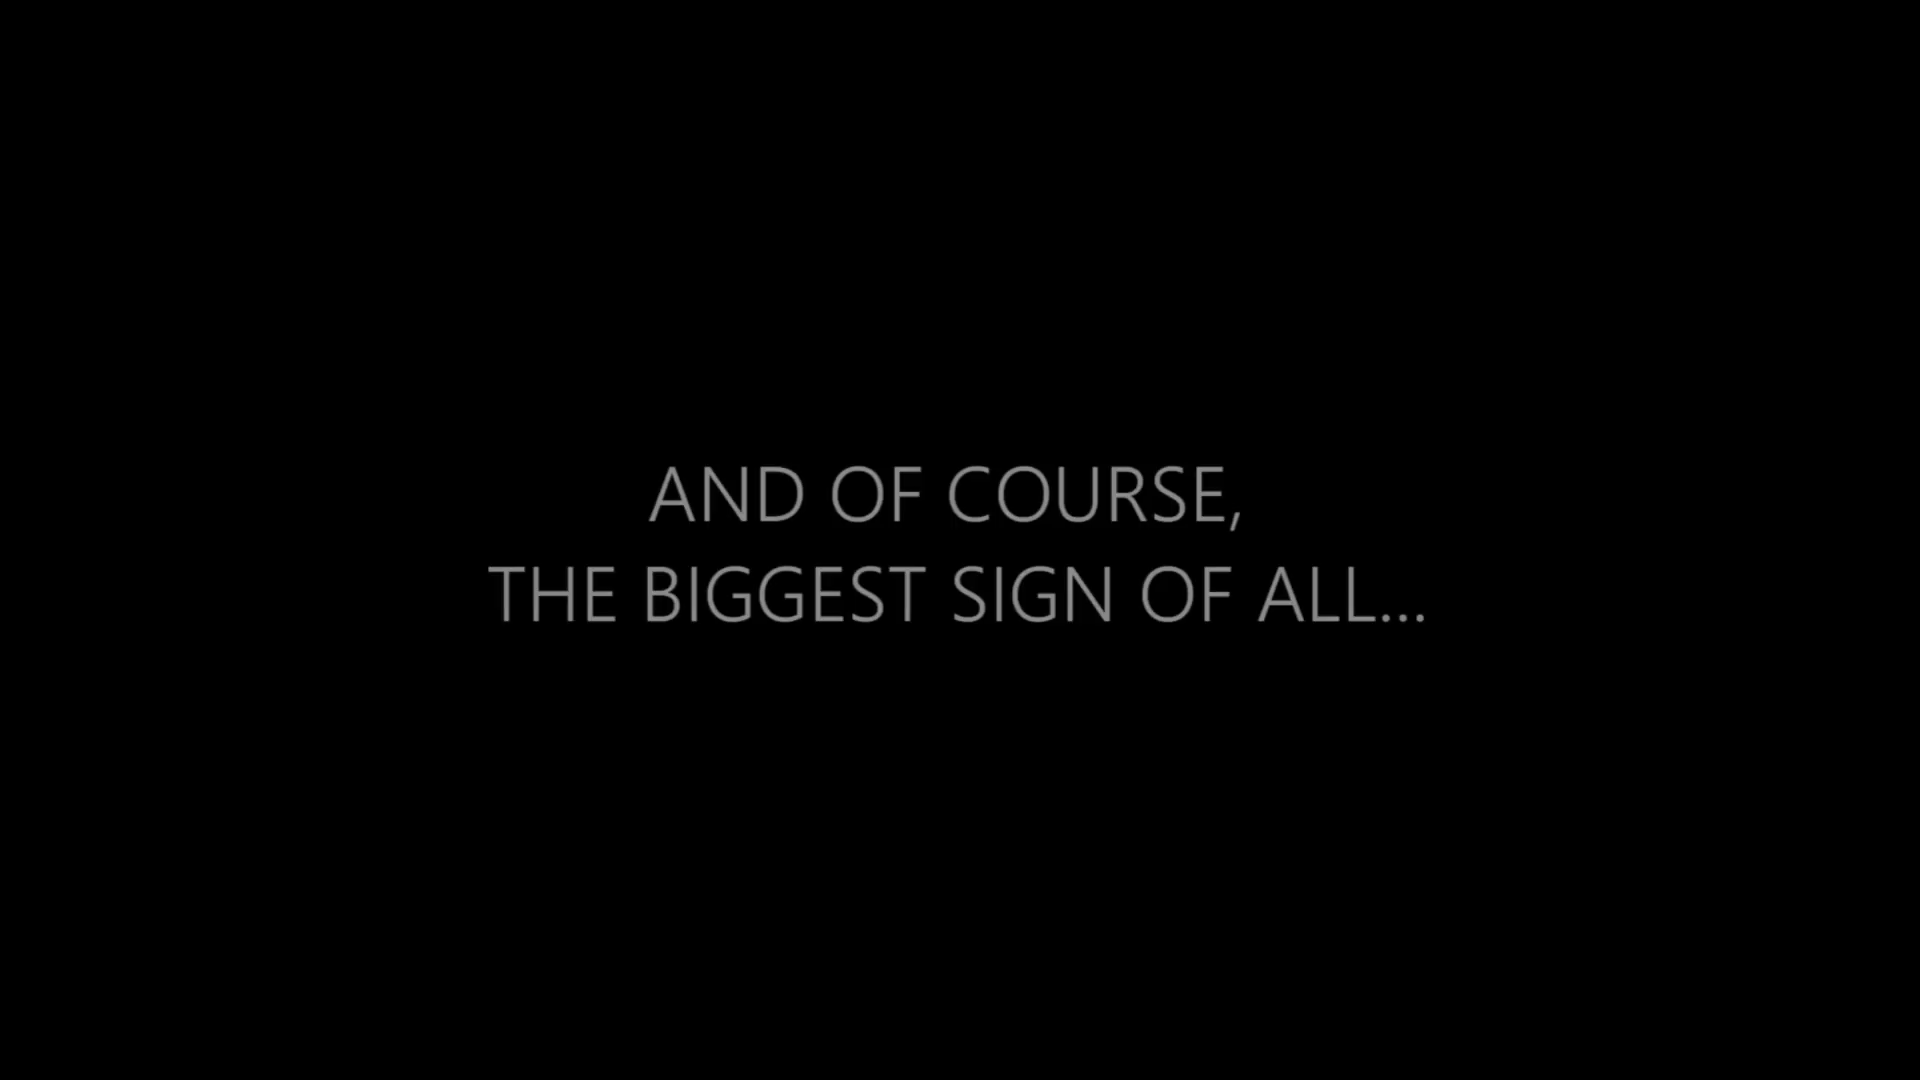 AND OF COURSE,
THE BIGGEST SIGN OF ALL...